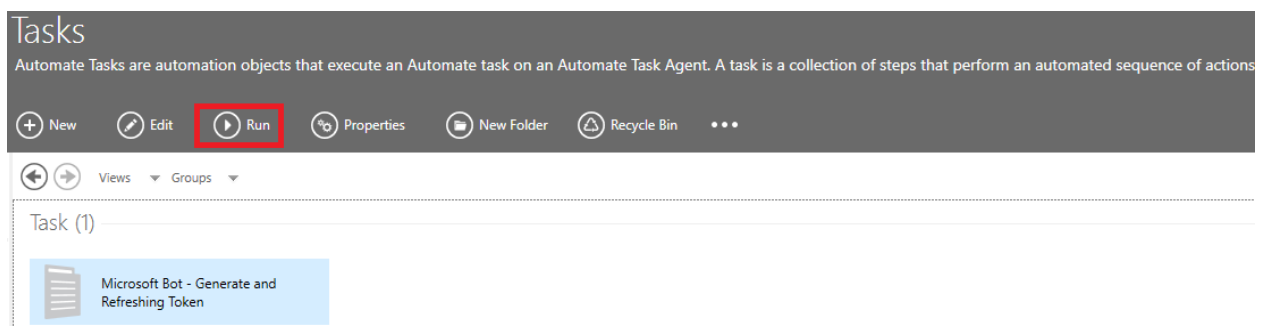 Tasks
Automate Tasks are automation objects that execute an Automate task on an Automate Task Agent. A task is a collection of steps that perform an automated sequence of actions
New Edit Run Properties New Folder Recycle Bin •••
Views Groups
Task (1)
Microsoft Bot - Generate and
Refreshing Token